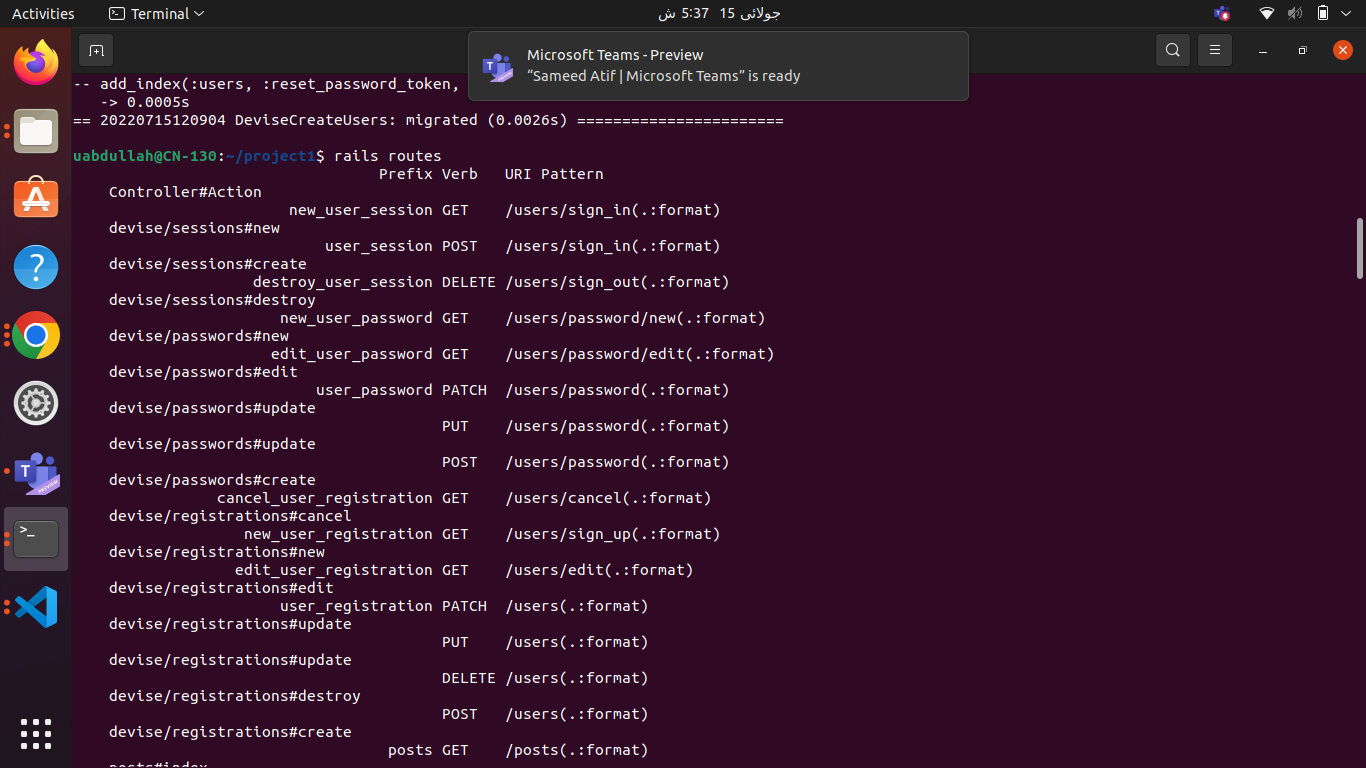 Activities
Terminal
جولائی 15  5:37 ش
Microsoft Teams - Preview
“Sameed Atif | Microsoft Teams” is ready
-- add_index(:users, :reset_password_token,
-> 0.0005s
== 20220715120904 DeviseCreateUsers: migrated (0.0026s) =======================
uabdullah@CN-130:~/project1$ rails routes
Prefix Verb URI Pattern
Controller#Action
new_user_session GET /users/sign_in(.:format)
devise/sessions#new
user_session POST /users/sign_in(.:format)
devise/sessions#create
destroy_user_session DELETE /users/sign_out(.:format)
devise/sessions#destroy
new_user_password GET /users/password/new(.:format)
devise/passwords#new
edit_user_password GET /users/password/edit(.:format)
devise/passwords#edit
user_password PATCH /users/password(.:format)
devise/passwords#update
PUT /users/password(.:format)
devise/passwords#update
POST /users/password(.:format)
devise/passwords#create
cancel_user_registration GET /users/cancel(.:format)
devise/registrations#cancel
new_user_registration GET /users/sign_up(.:format)
devise/registrations#new
edit_user_registration GET /users/edit(.:format)
devise/registrations#edit
user_registration PATCH /users(.:format)
devise/registrations#update
PUT /users(.:format)
devise/registrations#update
DELETE /users(.:format)
devise/registrations#destroy
POST /users(.:format)
devise/registrations#create
posts GET /posts(.:format)
posts#index